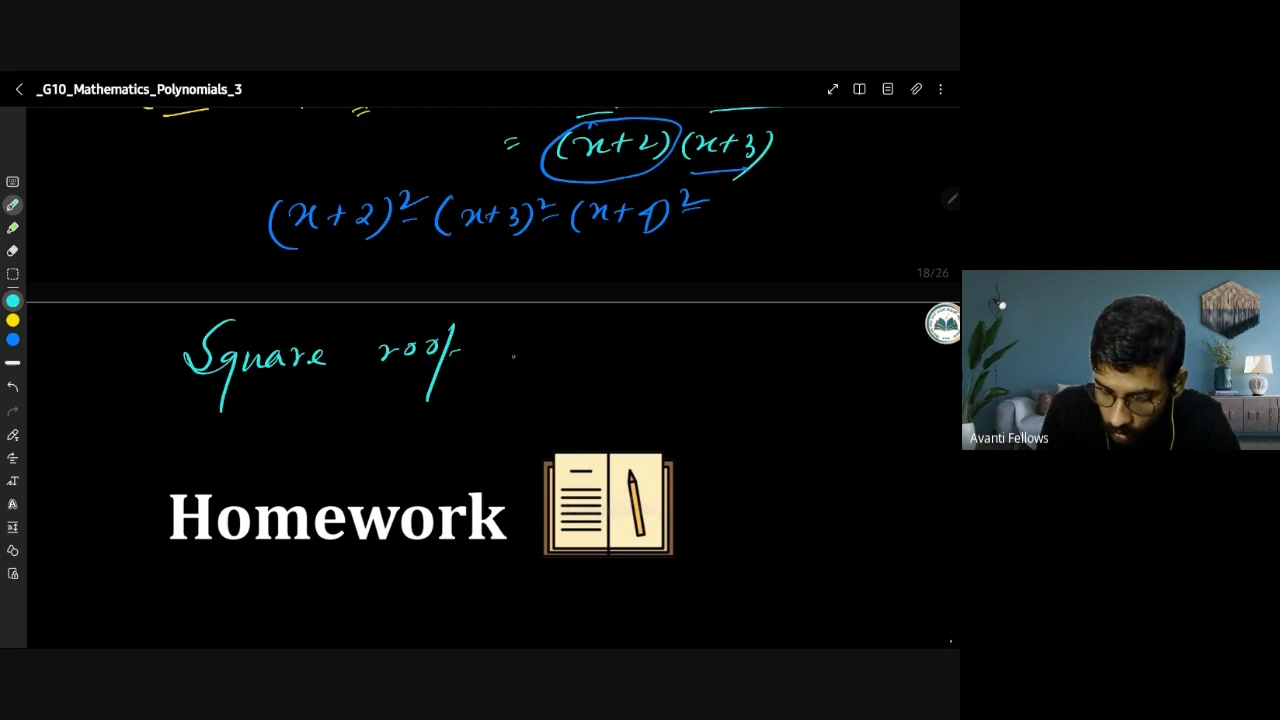 _G10_Mathematics_Polynomials_3
= (x+2)(x+3)
(x+2)² (x+3)² (x+1)²
18/26
Square root
Homework
Avanti Fellows